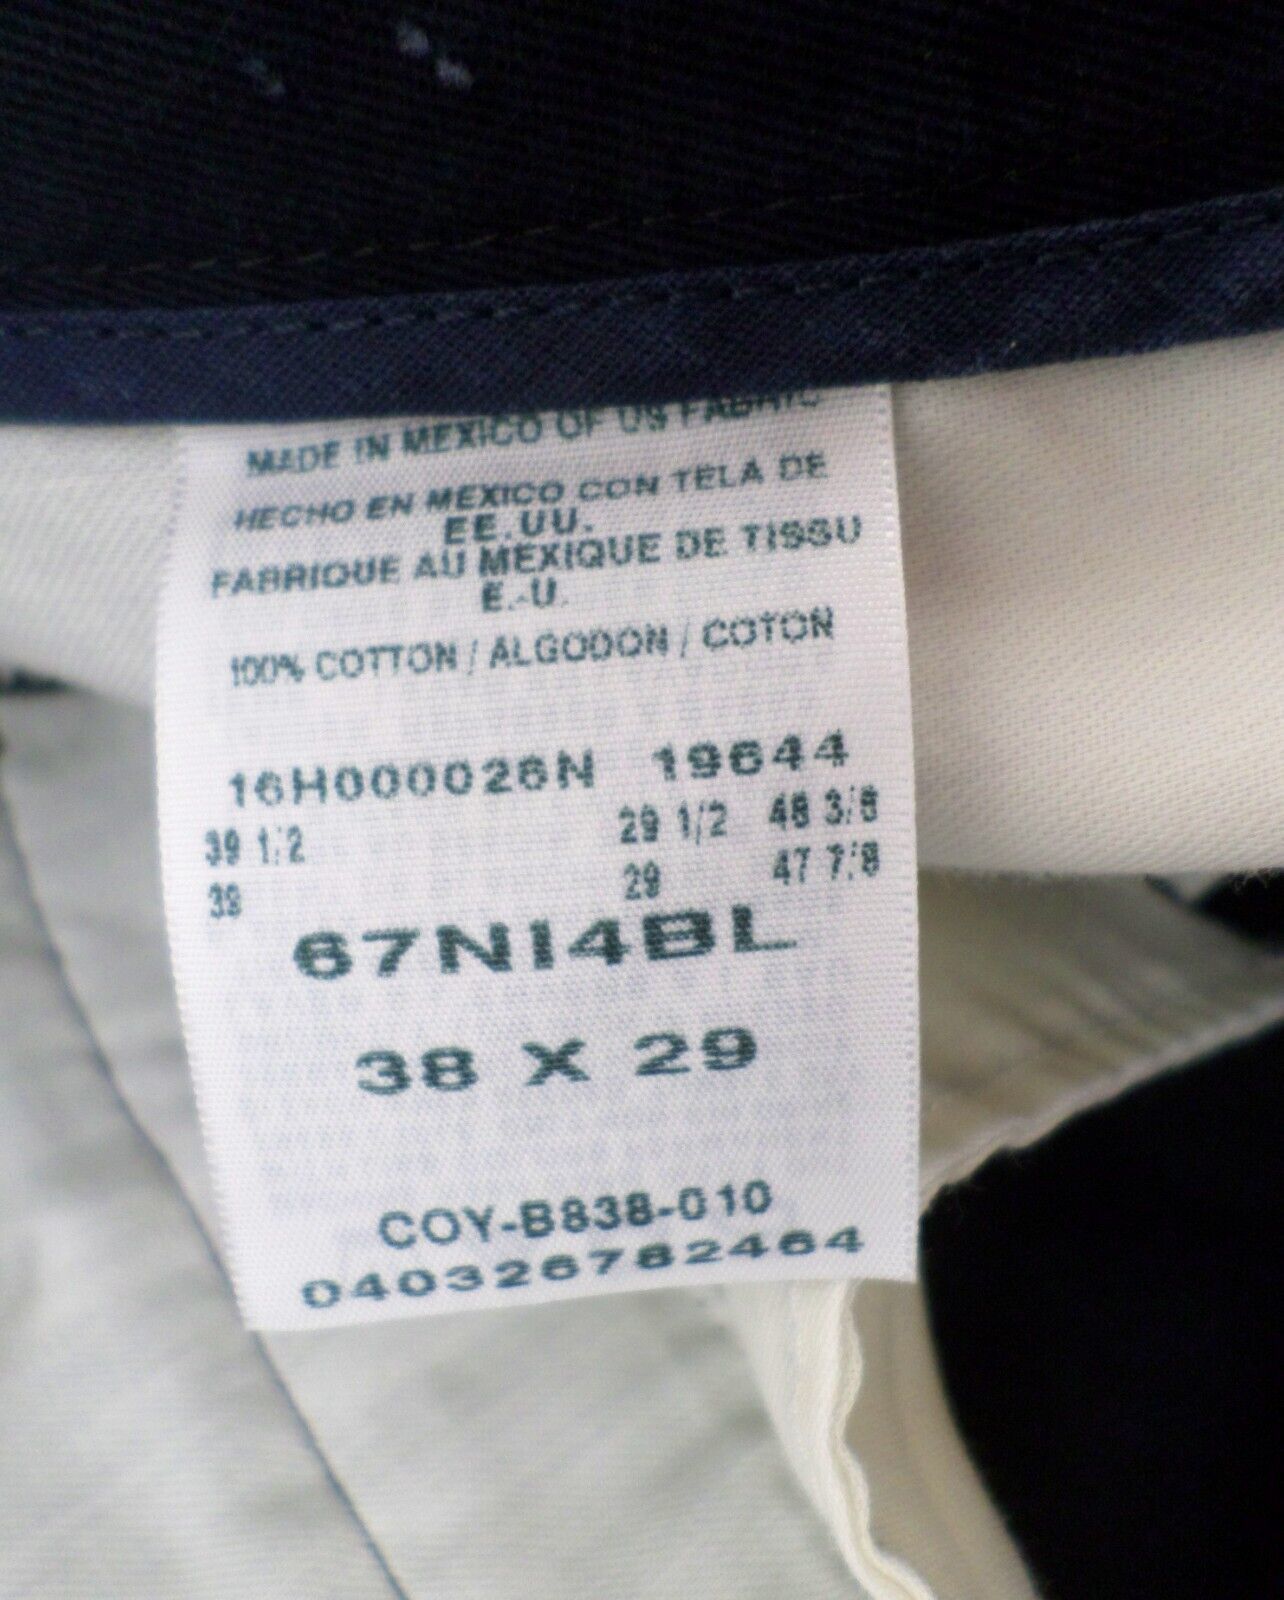 MADE IN MEXICO OF US FABRIC
HECHO EN MEXICO CON TELA DE
EE.UU.
FABRIQUE AU MEXIQUE DE TISSU
E.-U.
100% COTTON / ALGODON / COTON
16H000026N 19644
39 1/2 29 1/2 48 3/8
39 29 47 7/8
67NI4BL
38 X 29
COY-B838-010
040326782464